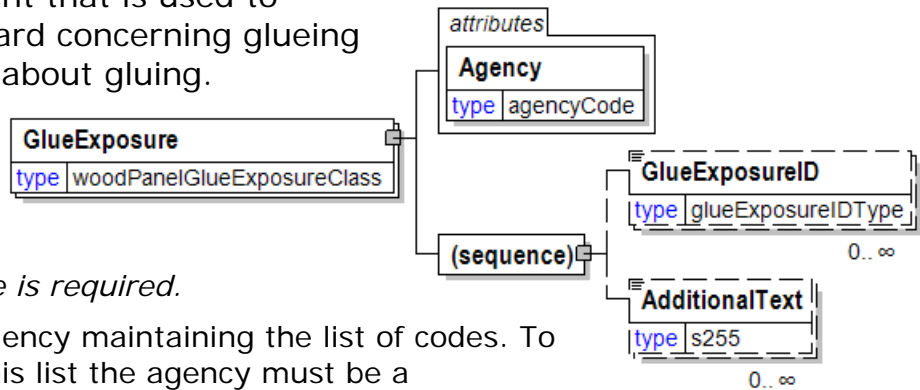 nt that is used to
ard concerning glueing
about gluing.
attributes
Agency
type agencyCode
GlueExposure
type woodPanelGlueExposureClass
GlueExposureID
type glueExposureIDType
0.. ∞
(sequence)
e is required.
AdditionalText
type s255
0.. ∞
ency maintaining the list of codes. To
is list the agency must be a